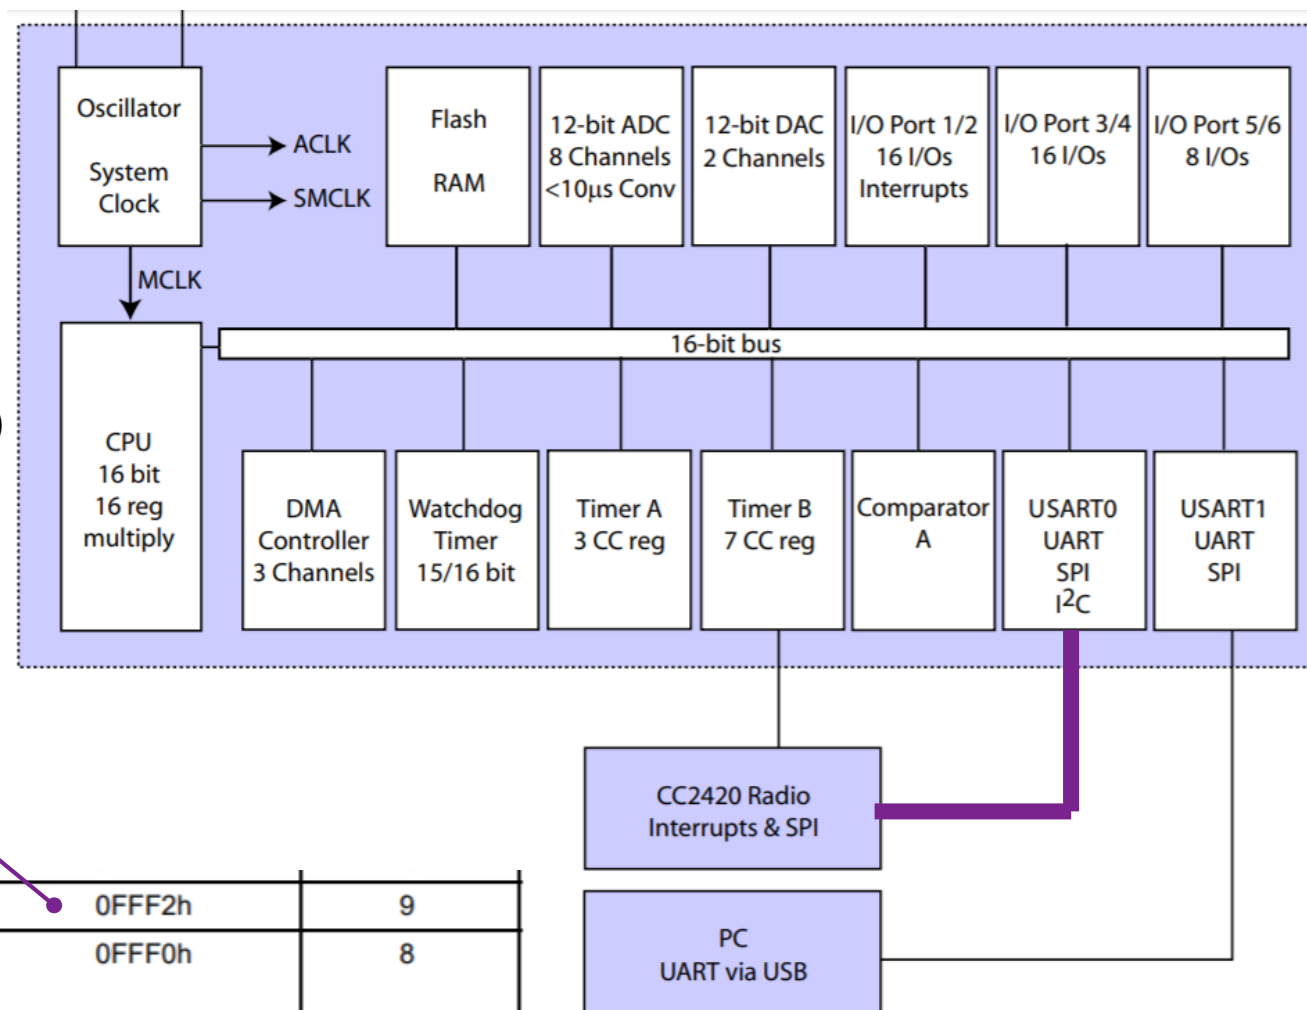 Oscillator
System
Clock
ACLK
SMCLK
MCLK
Flash
RAM
12-bit ADC
8 Channels
<10μs Conv
12-bit DAC
2 Channels
I/O Port 1/2
16 I/Os
Interrupts
I/O Port 3/4
16 I/Os
I/O Port 5/6
8 I/Os
16-bit bus
)
CPU
16 bit
16 reg
multiply
DMA
Controller
3 Channels
Watchdog
Timer
15/16 bit
Timer A
3 CC reg
Timer B
7 CC reg
Comparator
A
USART0
UART
SPI
I²C
USART1
UART
SPI
CC2420 Radio
Interrupts & SPI
0FFF2h 9
0FFF0h 8
PC
UART via USB